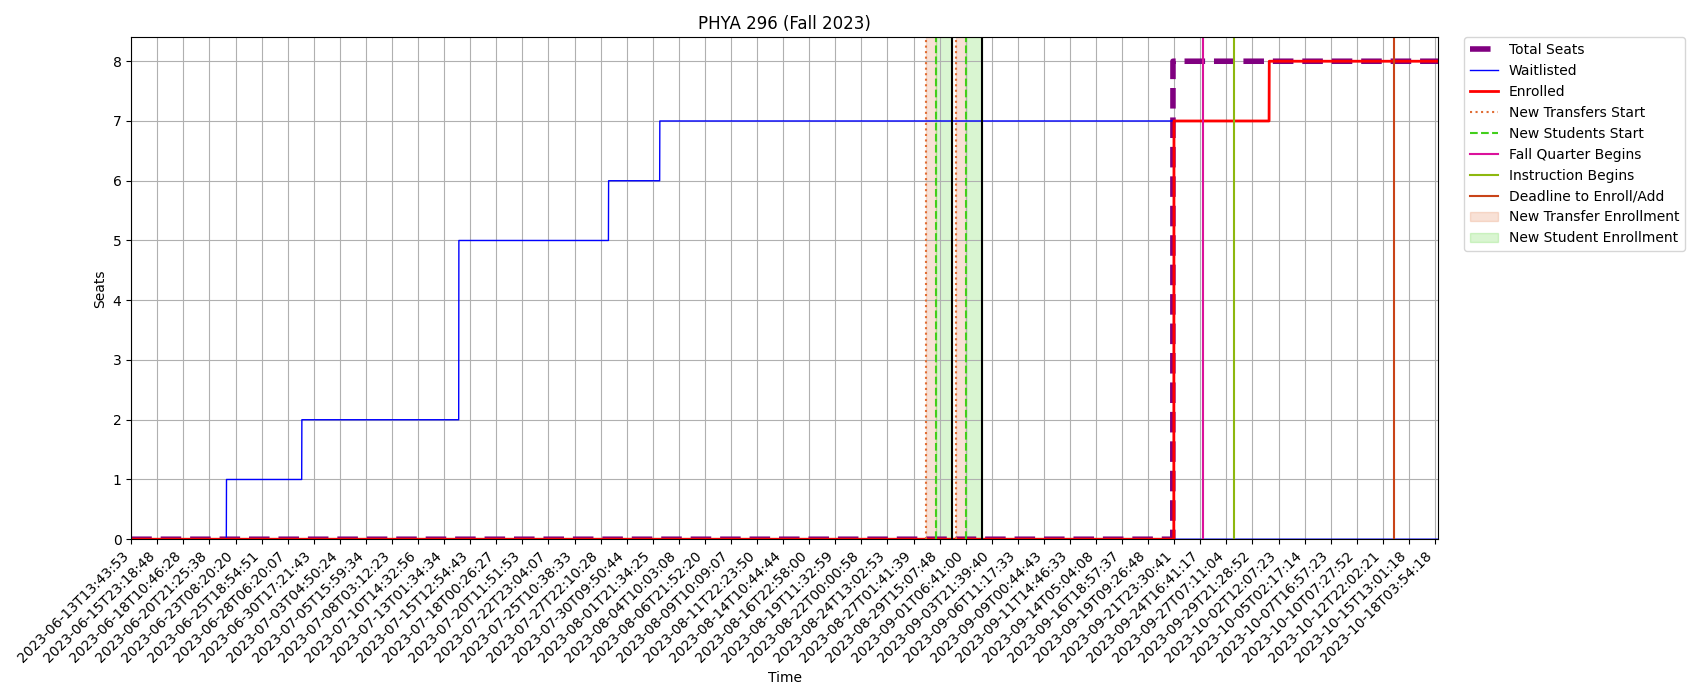 PHYA 296 (Fall 2023)
Seats
8
7
6
5
4
3
2
1
0
2023-06-13T13:43:53
2023-06-15T23:18:48
2023-06-18T10:46:28
2023-06-20T21:25:38
2023-06-23T08:20:20
2023-06-25T18:54:51
2023-06-28T06:20:07
2023-06-30T17:21:43
2023-07-03T04:50:24
2023-07-05T15:59:34
2023-07-08T03:12:23
2023-07-10T14:32:56
2023-07-13T01:34:34
2023-07-15T12:54:43
2023-07-18T00:26:27
2023-07-20T11:51:53
2023-07-22T23:04:07
2023-07-25T10:38:33
2023-07-27T22:10:28
2023-07-30T09:50:44
2023-08-01T21:34:25
2023-08-04T10:03:08
2023-08-06T21:52:20
2023-08-09T10:09:07
2023-08-11T22:23:50
2023-08-14T10:44:44
2023-08-16T22:58:00
2023-08-19T11:32:59
2023-08-22T00:00:58
2023-08-24T13:02:53
2023-08-27T01:41:39
2023-08-29T15:07:48
2023-09-01T06:41:00
2023-09-03T21:39:40
2023-09-06T11:17:33
2023-09-09T00:44:43
2023-09-11T14:46:33
2023-09-14T05:04:08
2023-09-16T18:57:37
2023-09-19T09:26:48
2023-09-21T23:30:41
2023-09-24T16:41:17
2023-09-27T07:11:04
2023-09-29T21:28:52
2023-10-02T12:07:23
2023-10-05T02:17:14
2023-10-07T16:57:23
2023-10-10T07:27:52
2023-10-12T22:02:21
2023-10-15T13:01:18
2023-10-18T03:54:18
Time
Total Seats
Waitlisted
Enrolled
New Transfers Start
New Students Start
Fall Quarter Begins
Instruction Begins
Deadline to Enroll/Add
New Transfer Enrollment
New Student Enrollment